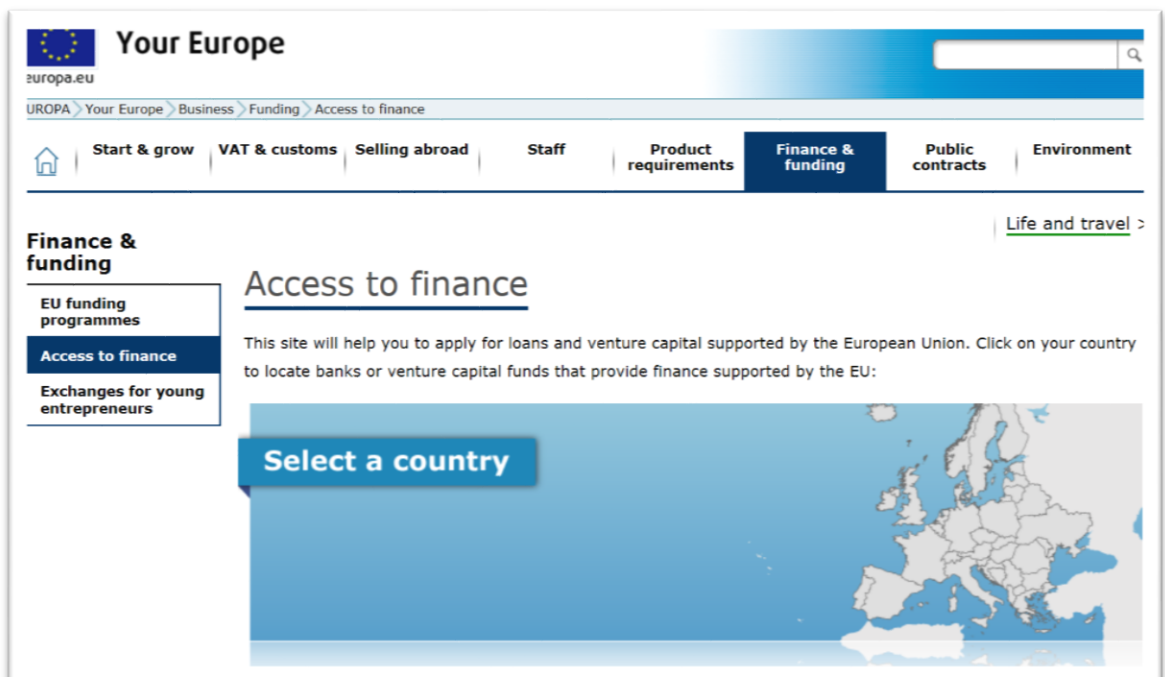 Your Europe
europa.eu
UROPA Your Europe Business Funding Access to finance
Start & grow VAT & customs Selling abroad Staff Product requirements Finance & funding Public contracts Environment
Life and travel >
Finance &
funding
EU funding
programmes
Access to finance
Exchanges for young
entrepreneurs
Access to finance
This site will help you to apply for loans and venture capital supported by the European Union. Click on your country
to locate banks or venture capital funds that provide finance supported by the EU:
Select a country